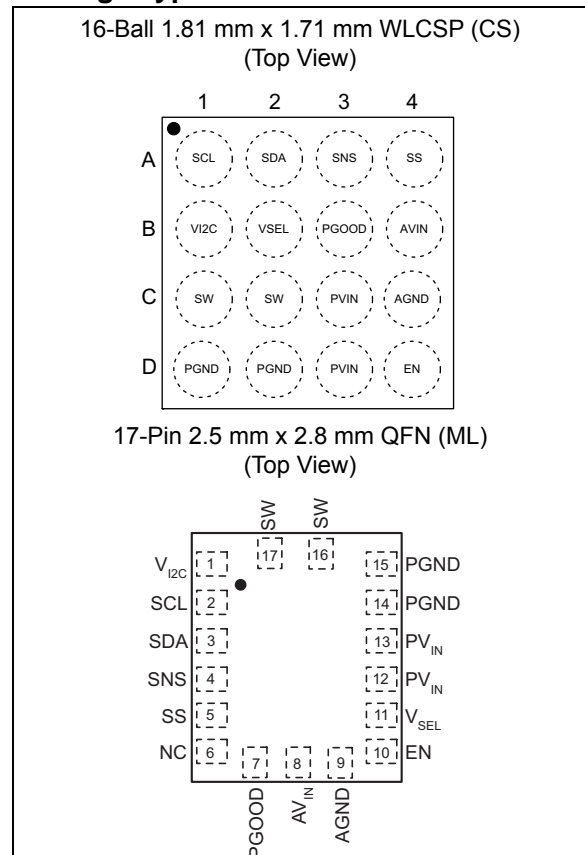 16-Ball 1.81 mm x 1.71 mm WLCSP (CS)
(Top View)
1 2 3 4
A SCL SDA SNS SS
B VI2C VSEL PGOOD AVIN
C SW SW PVIN AGND
D PGND PGND PVIN EN
17-Pin 2.5 mm x 2.8 mm QFN (ML)
(Top View)
SW SW
17 16
VI2C 1 15 PGND
SCL 2 14 PGND
SDA 3 13 PVIN
SNS 4 12 PVIN
SS 5 11 VSEL
NC 6 10 EN
7 8 9
PGOOD AVIN AGND